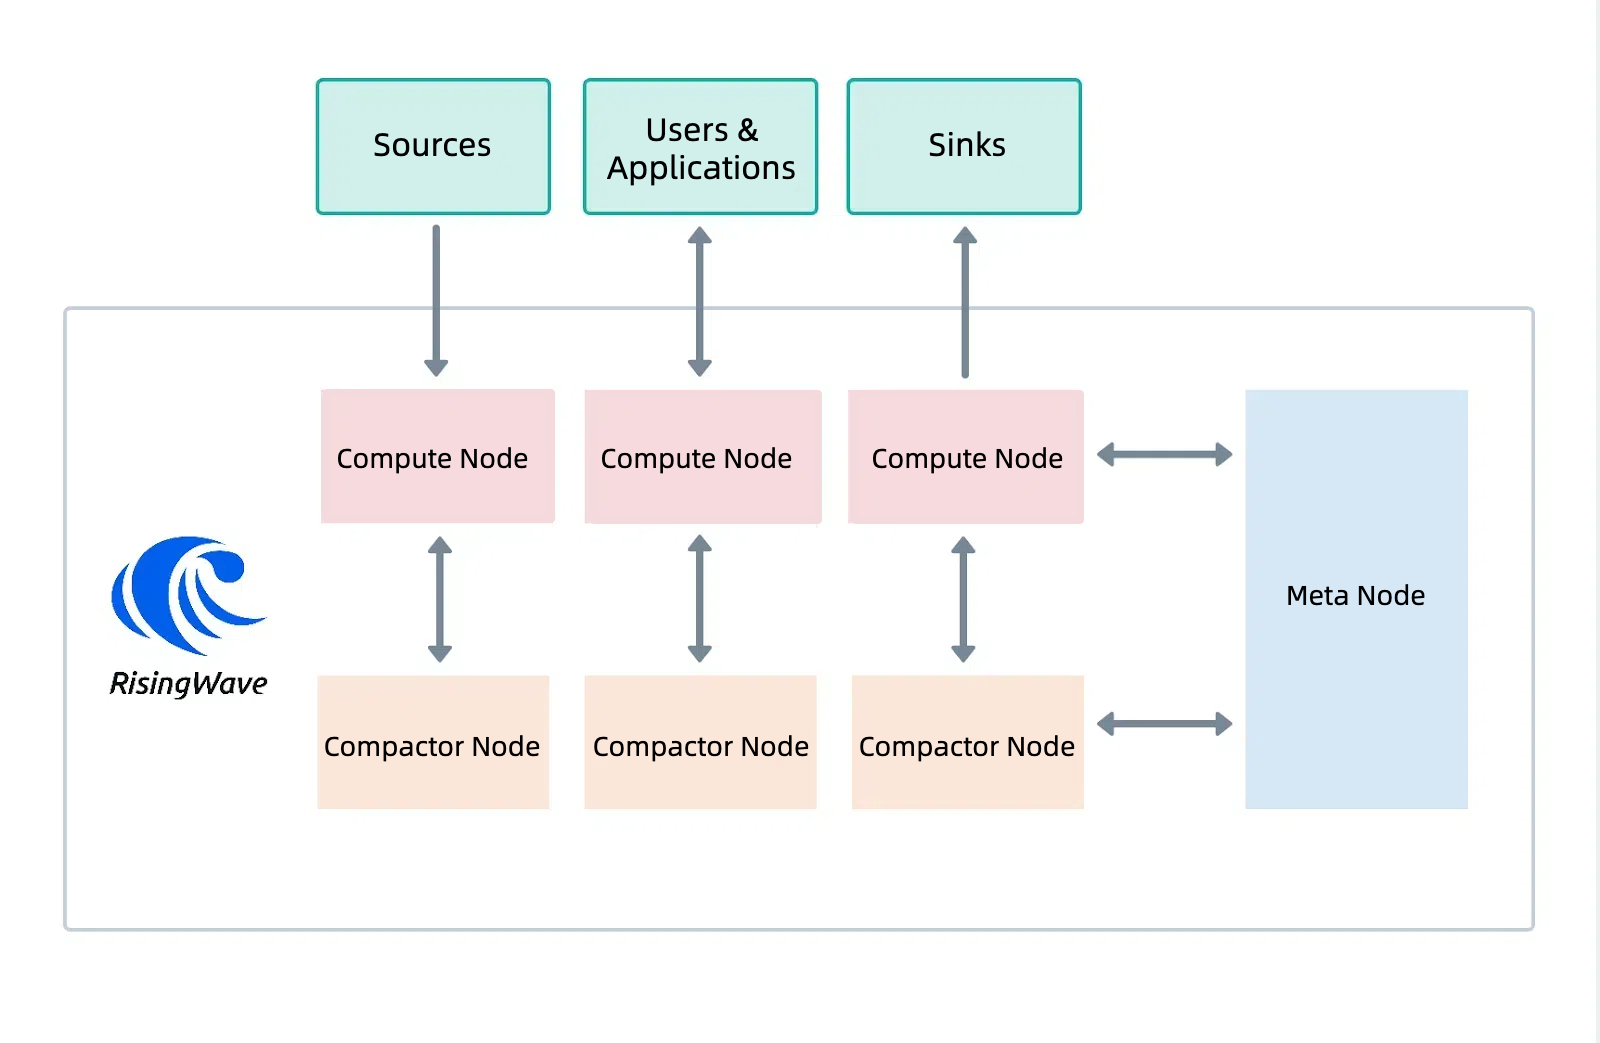 Sources
Users &
Applications
Sinks
Compute Node
Compute Node
Compute Node
Meta Node
RisingWave
Compactor Node
Compactor Node
Compactor Node